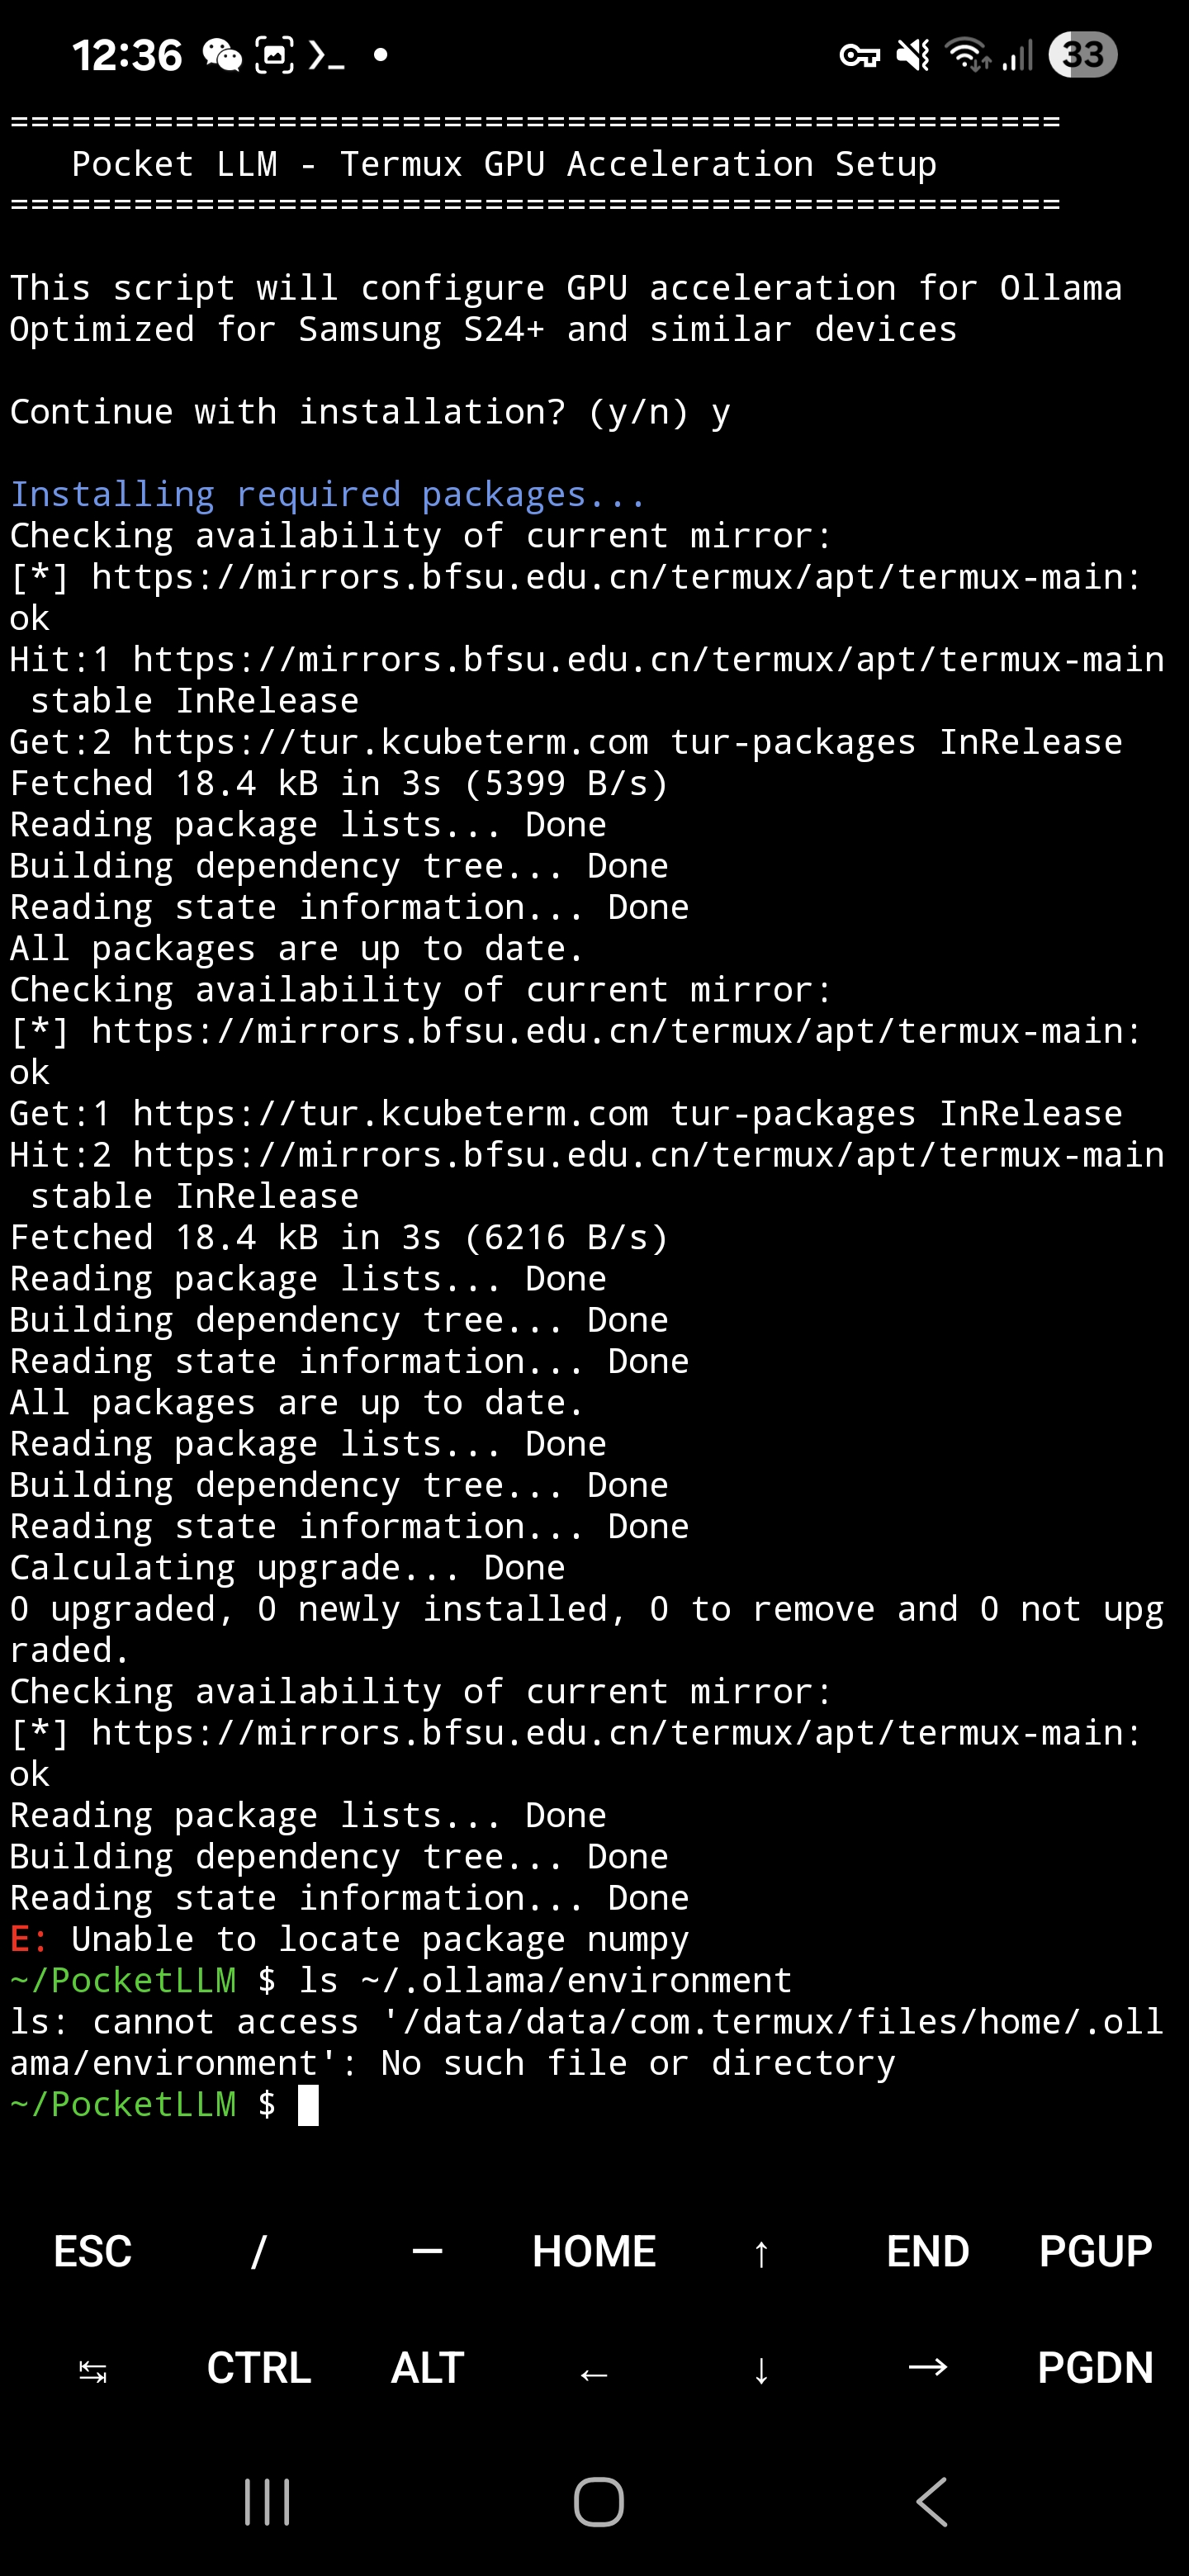 12:36
33
===================================================
   Pocket LLM - Termux GPU Acceleration Setup
===================================================

This script will configure GPU acceleration for Ollama
Optimized for Samsung S24+ and similar devices

Continue with installation? (y/n) y

Installing required packages...
Checking availability of current mirror:
[*] https://mirrors.bfsu.edu.cn/termux/apt/termux-main:
ok
Hit:1 https://mirrors.bfsu.edu.cn/termux/apt/termux-main
 stable InRelease
Get:2 https://tur.kcubeterm.com tur-packages InRelease
Fetched 18.4 kB in 3s (5399 B/s)
Reading package lists... Done
Building dependency tree... Done
Reading state information... Done
All packages are up to date.
Checking availability of current mirror:
[*] https://mirrors.bfsu.edu.cn/termux/apt/termux-main:
ok
Get:1 https://tur.kcubeterm.com tur-packages InRelease
Hit:2 https://mirrors.bfsu.edu.cn/termux/apt/termux-main
 stable InRelease
Fetched 18.4 kB in 3s (6216 B/s)
Reading package lists... Done
Building dependency tree... Done
Reading state information... Done
All packages are up to date.
Reading package lists... Done
Building dependency tree... Done
Reading state information... Done
Calculating upgrade... Done
0 upgraded, 0 newly installed, 0 to remove and 0 not upg
raded.
Checking availability of current mirror:
[*] https://mirrors.bfsu.edu.cn/termux/apt/termux-main:
ok
Reading package lists... Done
Building dependency tree... Done
Reading state information... Done
E: Unable to locate package numpy
~/PocketLLM $ ls ~/.ollama/environment
ls: cannot access '/data/data/com.termux/files/home/.oll
ama/environment': No such file or directory
~/PocketLLM $
ESC / — HOME ↑ END PGUP
↹ CTRL ALT ← ↓ → PGDN